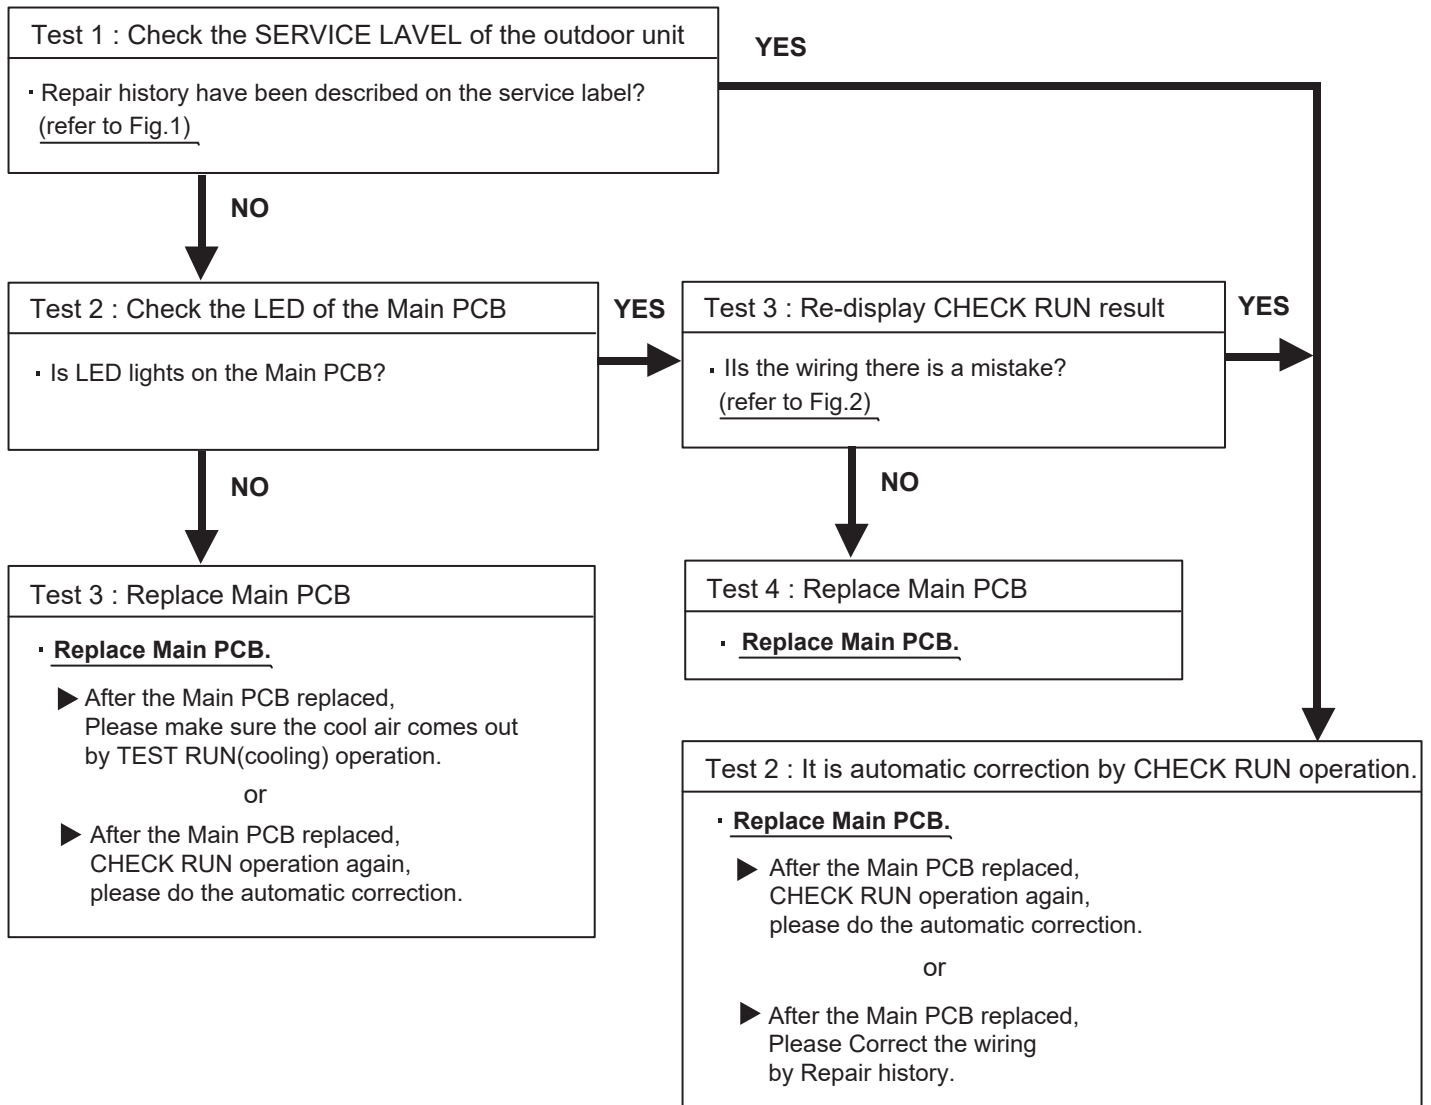 Test 1 : Check the SERVICE LAVEL of the outdoor unit
· Repair history have been described on the service label?
(refer to Fig.1)
YES
NO
Test 2 : Check the LED of the Main PCB
· Is LED lights on the Main PCB?
YES
NO
Test 3 : Re-display CHECK RUN result
· IIs the wiring there is a mistake?
(refer to Fig.2)
YES
NO
Test 3 : Replace Main PCB
· Replace Main PCB.
▶ After the Main PCB replaced,
Please make sure the cool air comes out
by TEST RUN(cooling) operation.
or
▶ After the Main PCB replaced,
CHECK RUN operation again,
please do the automatic correction.
Test 4 : Replace Main PCB
· Replace Main PCB.
Test 2 : It is automatic correction by CHECK RUN operation.
· Replace Main PCB.
▶ After the Main PCB replaced,
CHECK RUN operation again,
please do the automatic correction.
or
▶ After the Main PCB replaced,
Please Correct the wiring
by Repair history.